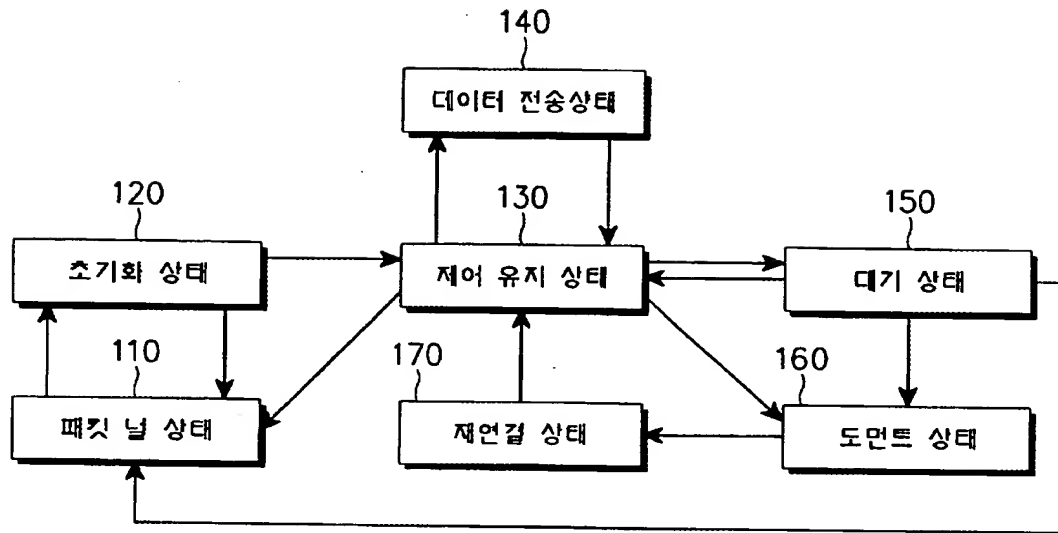 140
데이터 전송상태
120
130
150
초기화 상태
제어 유지 상태
대기 상태
110
170
160
패킷 널 상태
재연결 상태
도먼트 상태